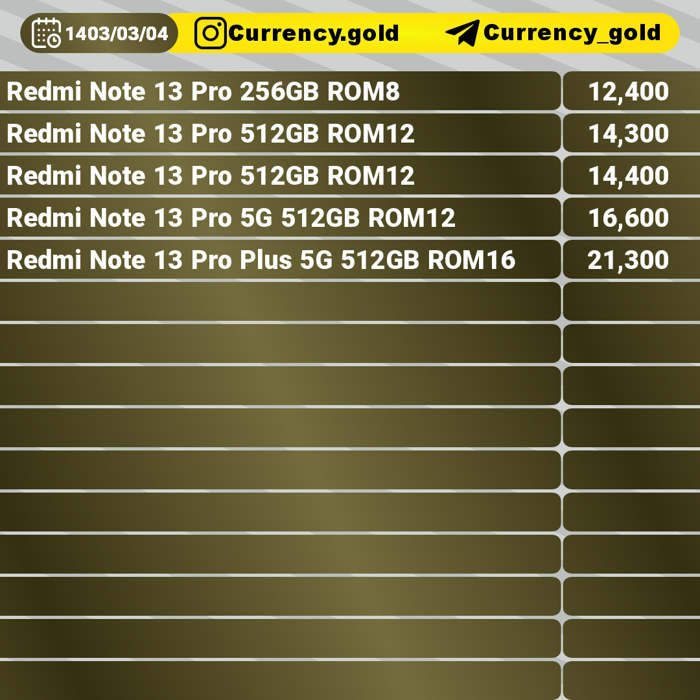 1403/03/04 Currency.gold Currency_gold
Redmi Note 13 Pro 256GB ROM8 12,400
Redmi Note 13 Pro 512GB ROM12 14,300
Redmi Note 13 Pro 512GB ROM12 14,400
Redmi Note 13 Pro 5G 512GB ROM12 16,600
Redmi Note 13 Pro Plus 5G 512GB ROM16 21,300